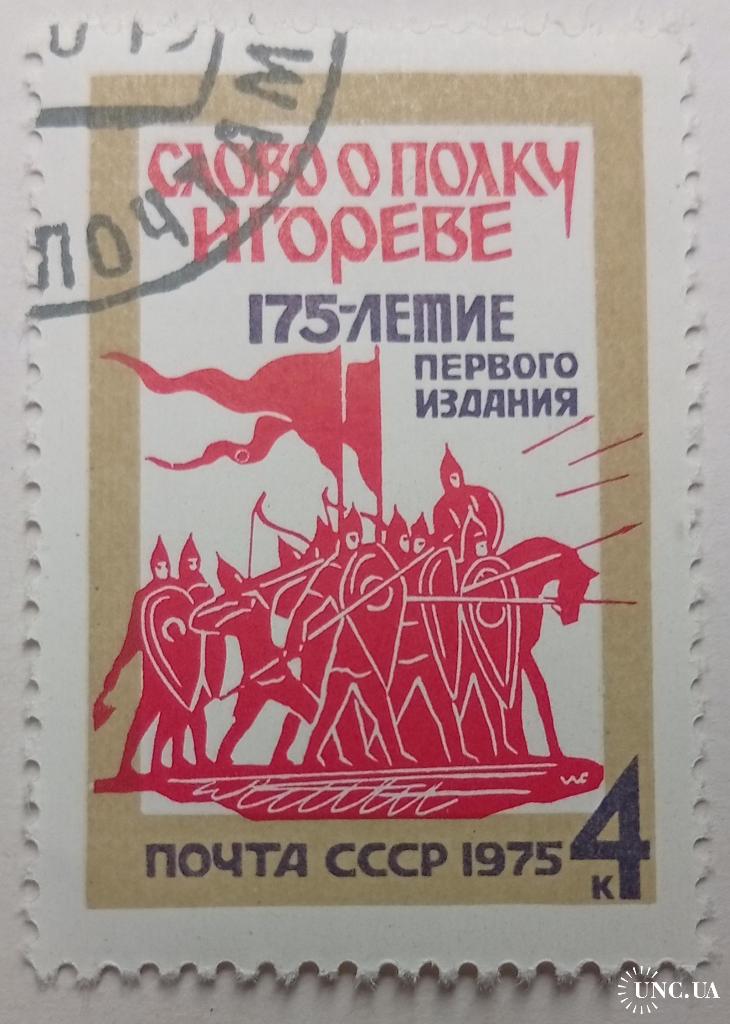 ПОЧТАМ
СЛОВО О ПОЛКУ
ИГОРЕВЕ
175-ЛЕТИЕ
ПЕРВОГО
ИЗДАНИЯ
ПОЧТА СССР 1975 4
К
UNC.UA